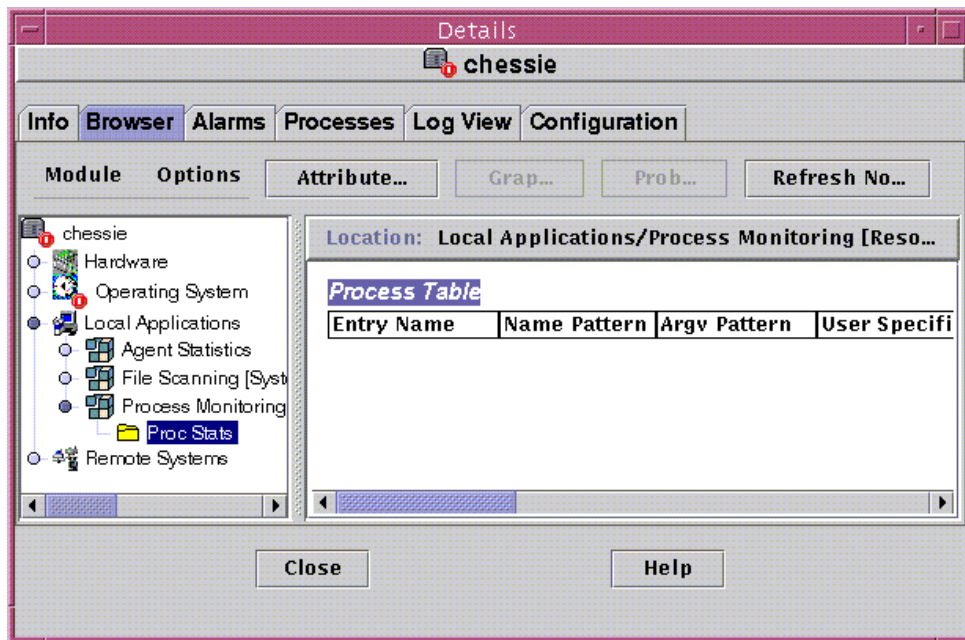 Details
chessie
Info Browser Alarms Processes Log View Configuration
Module Options Attribute... Grap... Prob... Refresh No...
chessie
Hardware
Operating System
Local Applications
Agent Statistics
File Scanning [Syst
Process Monitoring
Proc Stats
Remote Systems
Location: Local Applications/Process Monitoring [Reso...
Process Table
Entry Name Name Pattern Argv Pattern User Specifi
Close Help